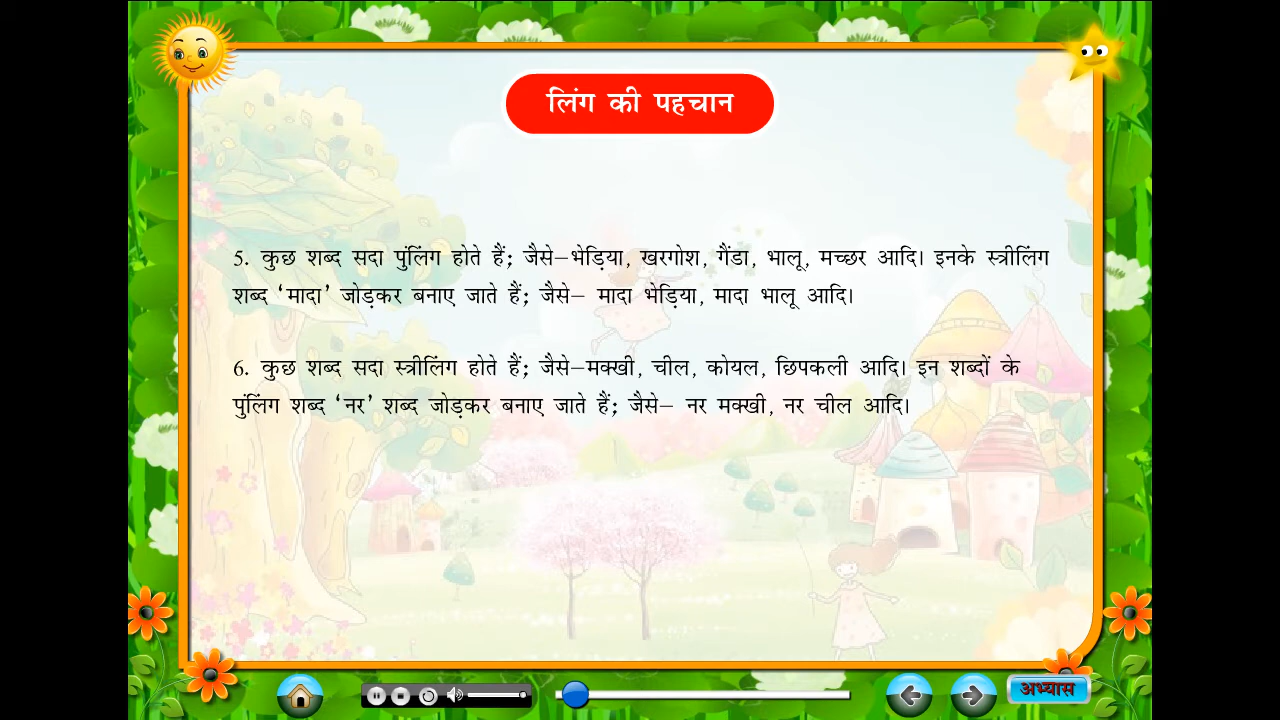 लिंग की पहचान
5. कुछ शब्द सदा पुंलिंग होते हैं; जैसे–भेड़िया, खरगोश, गैंडा, भालू, मच्छर आदि। इनके स्त्रीलिंग
शब्द ‘मादा’ जोड़कर बनाए जाते हैं; जैसे– मादा भेड़िया, मादा भालू आदि।
6. कुछ शब्द सदा स्त्रीलिंग होते हैं; जैसे–मक्खी, चील, कोयल, छिपकली आदि। इन शब्दों के
पुंलिंग शब्द ‘नर’ शब्द जोड़कर बनाए जाते हैं; जैसे– नर मक्खी, नर चील आदि।
अभ्यास